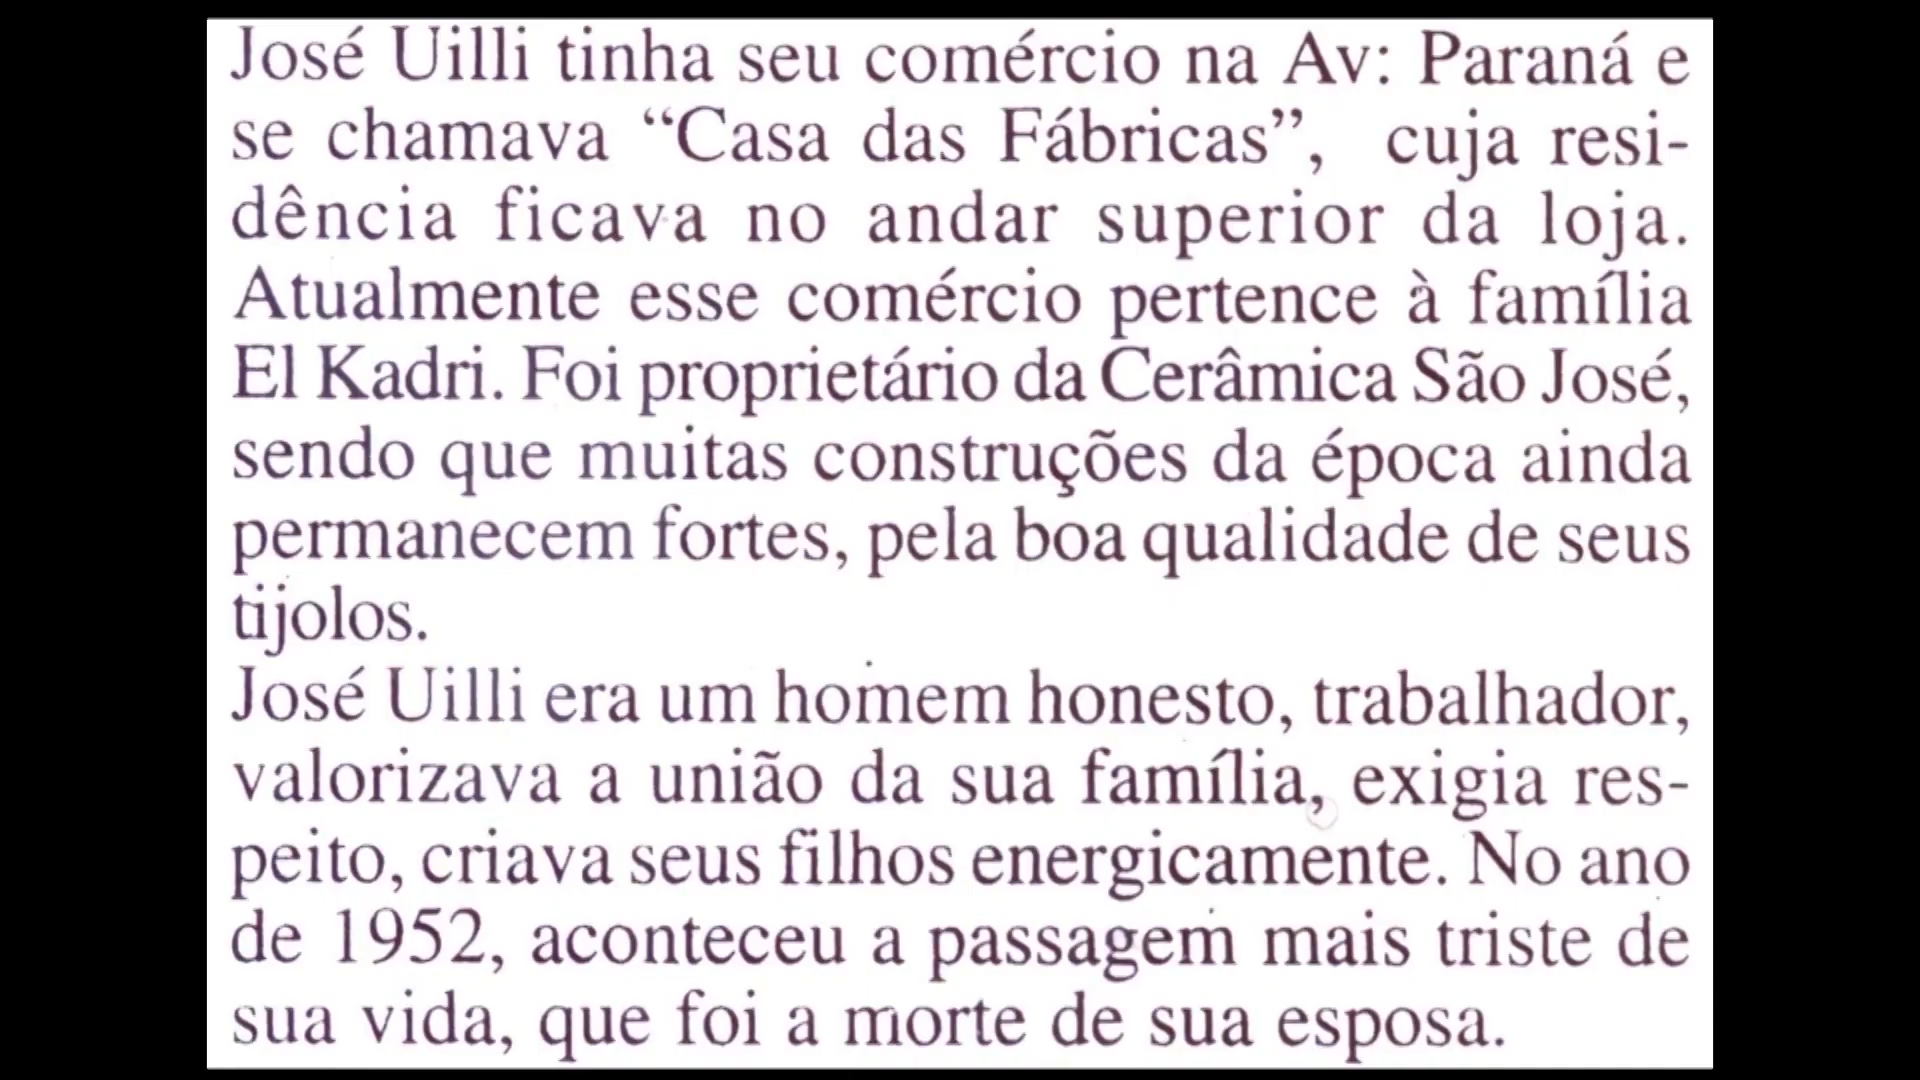 José Uilli tinha seu comércio na Av: Paraná e
se chamava “Casa das Fábricas”, cuja resi-
dência ficava no andar superior da loja.
Atualmente esse comércio pertence à família
El Kadri. Foi proprietário da Cerâmica São José,
sendo que muitas construções da época ainda
permanecem fortes, pela boa qualidade de seus
tijolos.
José Uilli era um homem honesto, trabalhador,
valorizava a união da sua família, exigia res-
peito, criava seus filhos energicamente. No ano
de 1952, aconteceu a passagem mais triste de
sua vida, que foi a morte de sua esposa.